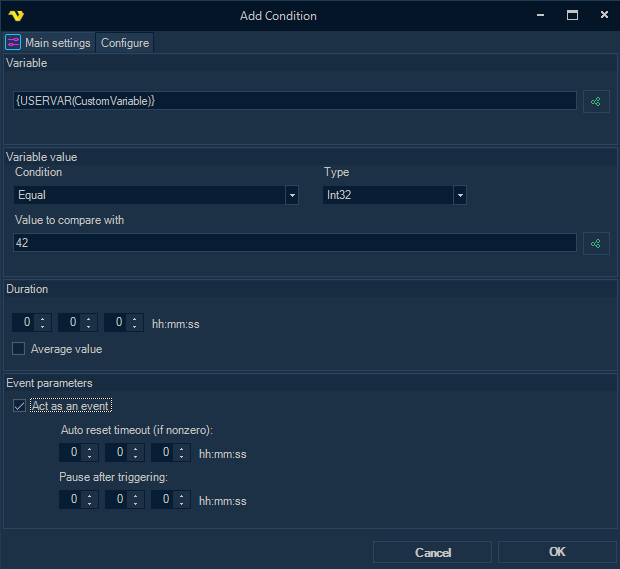 Add Condition
Main settings Configure
Variable
{USERVAR(CustomVariable)}
Variable value
Condition Type
Equal Int32
Value to compare with
42
Duration
0 0 0 hh:mm:ss
Average value
Event parameters
Act as an event
Auto reset timeout (if nonzero):
0 0 0 hh:mm:ss
Pause after triggering:
0 0 0 hh:mm:ss
Cancel OK